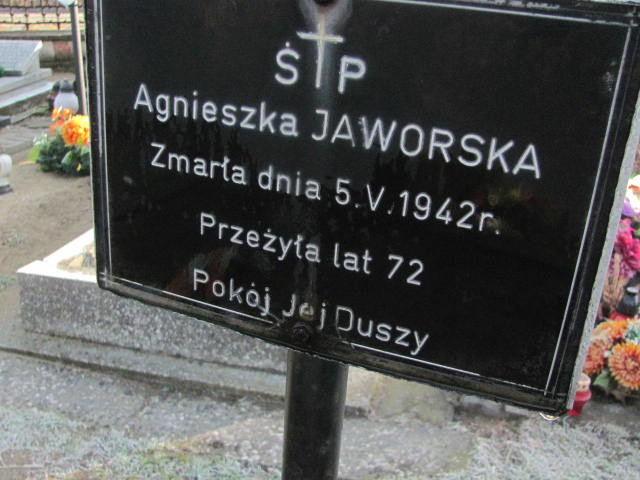 Ś†P
Agnieszka JAWORSKA
Zmarła dnia 5.V.1942r.
Przeżyła lat 72
Pokój Jej Duszy